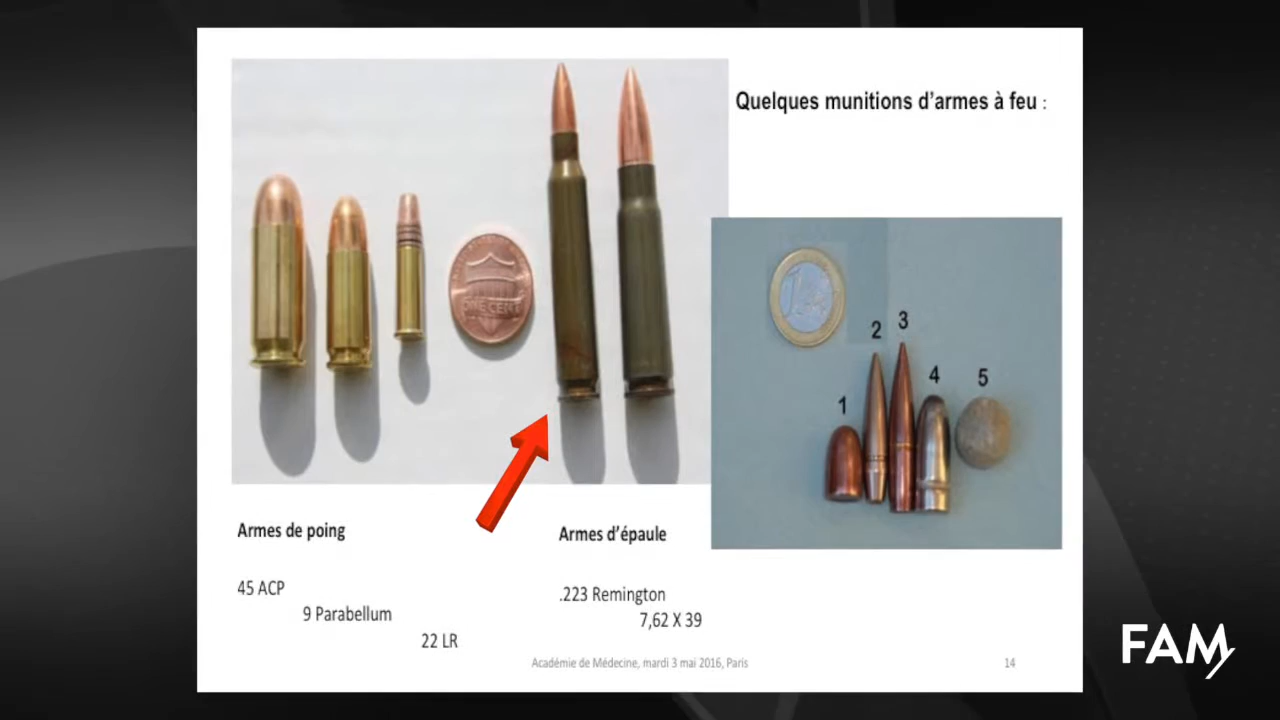 Quelques munitions d'armes à feu :
ONE CENT
1
2
3
4
5
Armes de poing
Armes d'épaule
45 ACP
9 Parabellum
22 LR
.223 Remington
7,62 X 39
Académie de Médecine, mardi 3 mai 2016, Paris
14
FAM